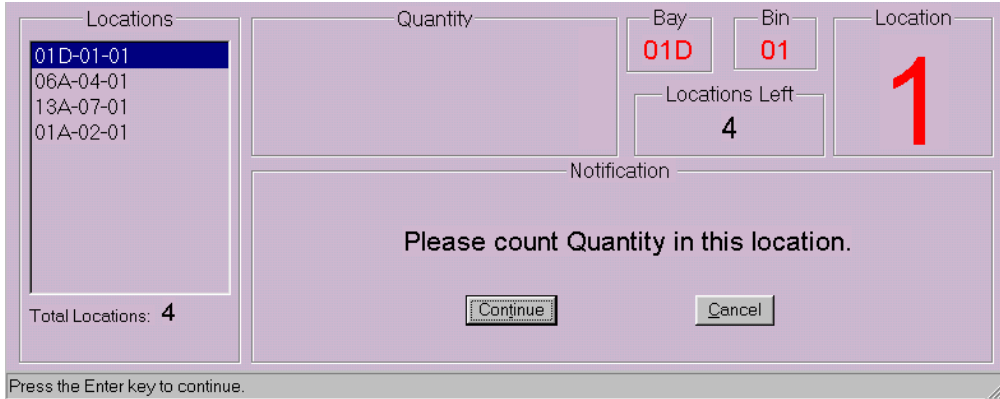 Locations
01D-01-01
06A-04-01
13A-07-01
01A-02-01
Total Locations: 4
Quantity
Bay
01D
Bin
01
Locations Left
4
Location
1
Notification
Please count Quantity in this location.
Continue
Cancel
Press the Enter key to continue.